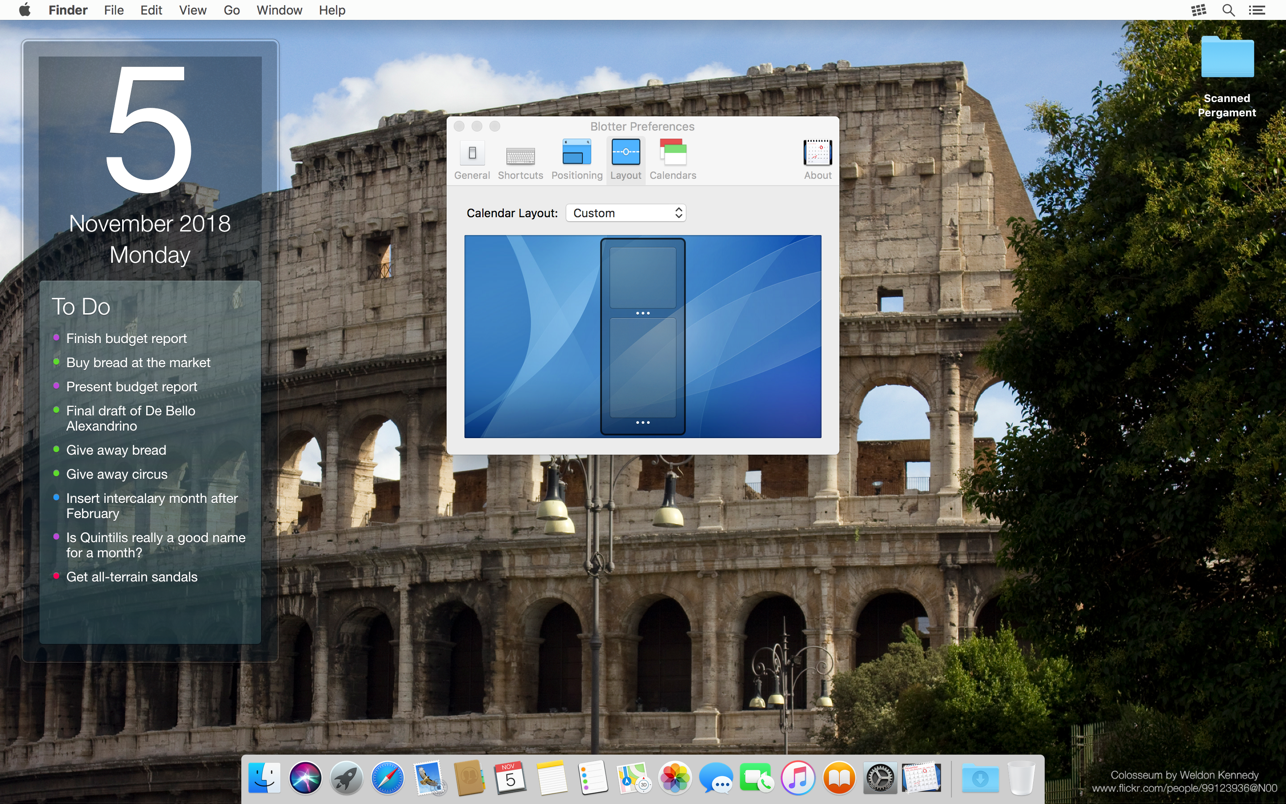 Finder File Edit View Go Window Help
5
November 2018
Monday
To Do
Finish budget report
Buy bread at the market
Present budget report
Final draft of De Bello
Alexandrino
Give away bread
Give away circus
Insert intercalary month after
February
Is Quintilis really a good name
for a month?
Get all-terrain sandals
Blotter Preferences
General Shortcuts Positioning Layout Calendars About
Calendar Layout: Custom
Scanned
Pergament
NOV
5
3D
Colosseum by Weldon Kennedy
www.flickr.com/people/99123936@N00